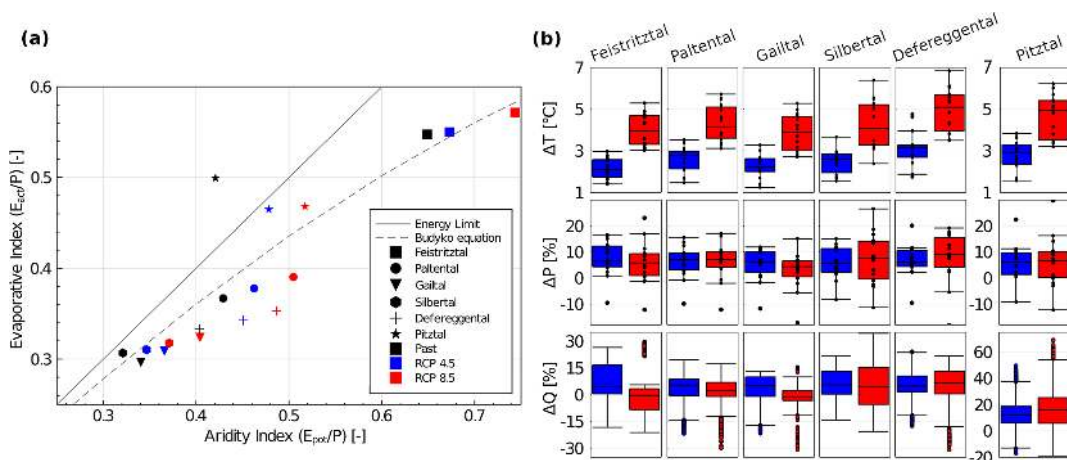 (a)
Evaporative Index (Eact/P) [-]
0.6
0.5
0.4
0.3
0.3
0.4
0.5
0.6
0.7
Aridity Index (Epot/P) [-]
Energy Limit
Budyko equation
Feistritztal
Paltental
Gailtal
Silbertal
Defereggental
Pitztal
Past
RCP 4.5
RCP 8.5
(b)
Feistritztal
Paltental
Gailtal
Silbertal
Defereggental
Pitztal
ΔT [°C]
7
5
3
1
7
5
3
1
ΔP [%]
20
10
0
-10
20
10
0
-10
ΔQ [%]
30
15
0
-15
-30
60
40
20
0
-20